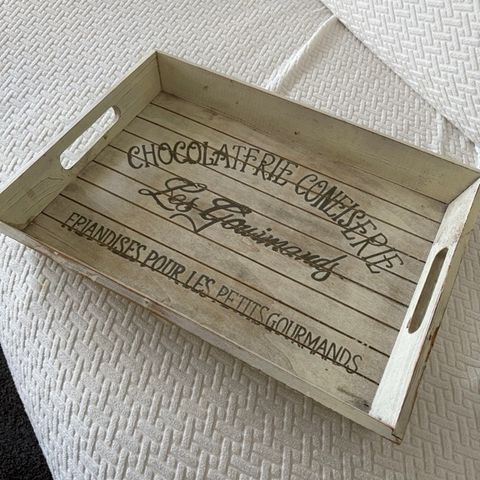 CHOCOLATERIE CONFISERIE
Les Gourmands
FRIANDISES POUR LES PETITS GOURMANDS